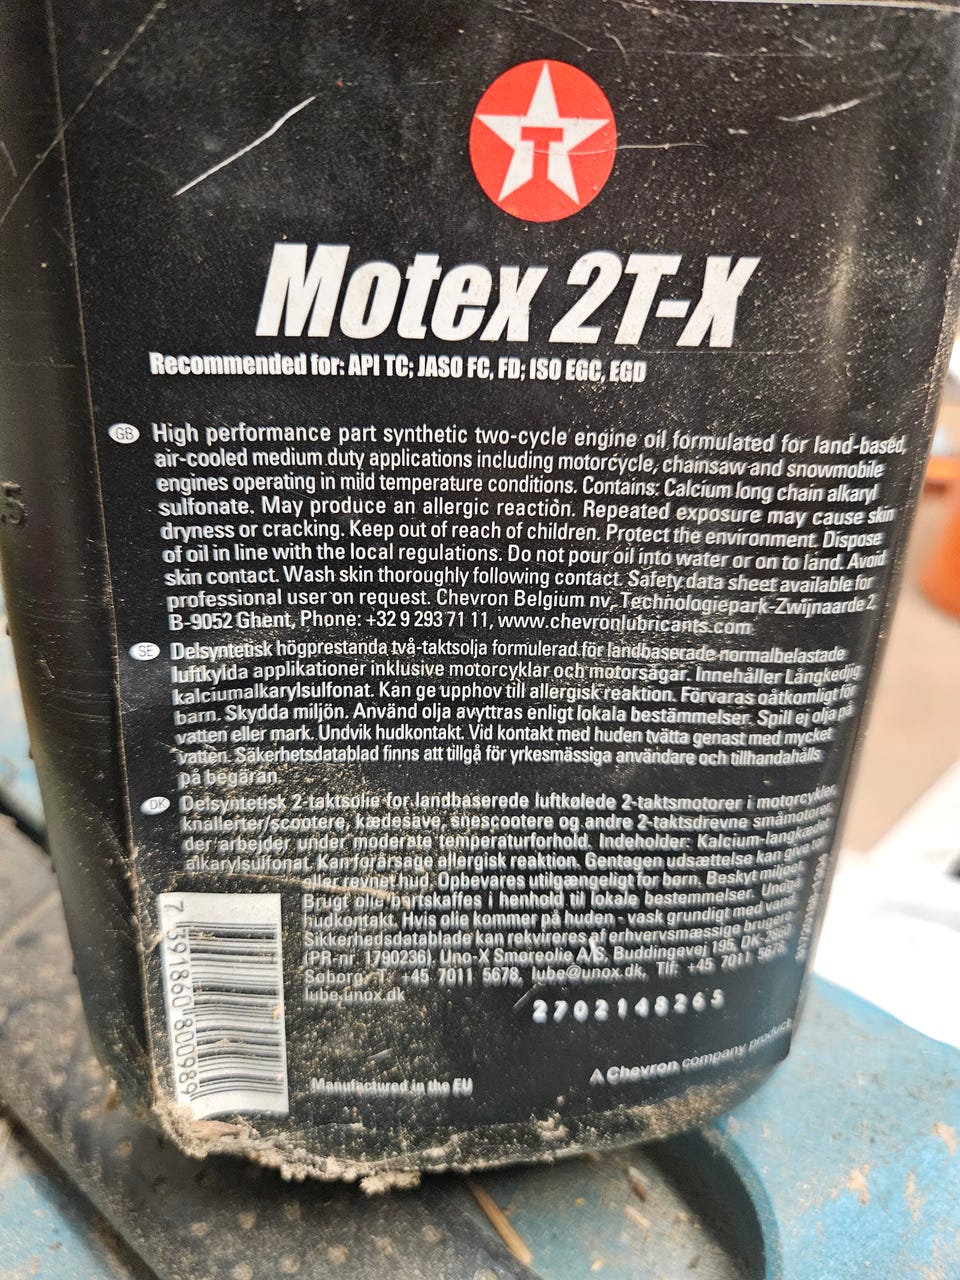 T
Motex 2T-X
Recommended for: API TC; JASO FC, FD; ISO EGC, EGD
GB High performance part synthetic two-cycle engine oil formulated for land-based,
air-cooled medium duty applications including motorcycle, chainsaw and snowmobile
engines operating in mild temperature conditions. Contains: Calcium long chain alkaryl
sulfonate. May produce an allergic reaction. Repeated exposure may cause skin
dryness or cracking. Keep out of reach of children. Protect the environment. Dispose
of oil in line with the local regulations. Do not pour oil into water or on to land. Avoid
skin contact. Wash skin thoroughly following contact. Safety data sheet available for
professional user on request. Chevron Belgium nv, Technologiepark-Zwijnaarde 2,
B-9052 Ghent, Phone: +32 9 293 71 11, www.chevronlubricants.com
SE Delsyntetisk högprestanda två-taktsolja formulerad för landbaserade normalbelastade
luftkylda applikationer inklusive motorcyklar och motorsågar. Innehåller Långkedjig
kalciumalkarylsulfonat. Kan ge upphov till allergisk reaktion. Förvaras oåtkomligt för
barn. Skydda miljön. Använd olja avyttras enligt lokala bestämmelser. Spill ej olja på
vatten eller mark. Undvik hudkontakt. Vid kontakt med huden tvätta genast med mycket
vatten. Säkerhetsdatablad finns att tillgå för yrkesmässiga användare och tillhandahålls
på begäran.
DK Delsyntetisk 2-taktsolie for landbaserede luftkølede 2-taktsmotorer i motorcykler,
knallerter/scootere, kædesave, snescootere og andre 2-taktsdrevne småmotorer,
der arbejder under moderate temperaturforhold. Indeholder: Kalcium-langkædet
alkarylsulfonat. Kan forårsage allergisk reaktion. Gentagen udsættelse kan give tør
eller revnet hud. Opbevares utilgængeligt for børn. Beskyt miljøet.
Brugt olie bortskaffes i henhold til lokale bestemmelser. Undgå
hudkontakt. Hvis olie kommer på huden - vask grundigt med vand.
Sikkerhedsdatablade kan rekvireres af erhvervsmæssige brugere
(PR-nr. 1790236). Uno-X Smøreolie A/S, Buddingevej 195, DK-2860
Søborg, T: +45 7011 5678, lube@unox.dk, Tlf: +45 7011 5678
lube.unox.dk
2702148265
7 391860 800989
Manufactured in the EU
A Chevron company product